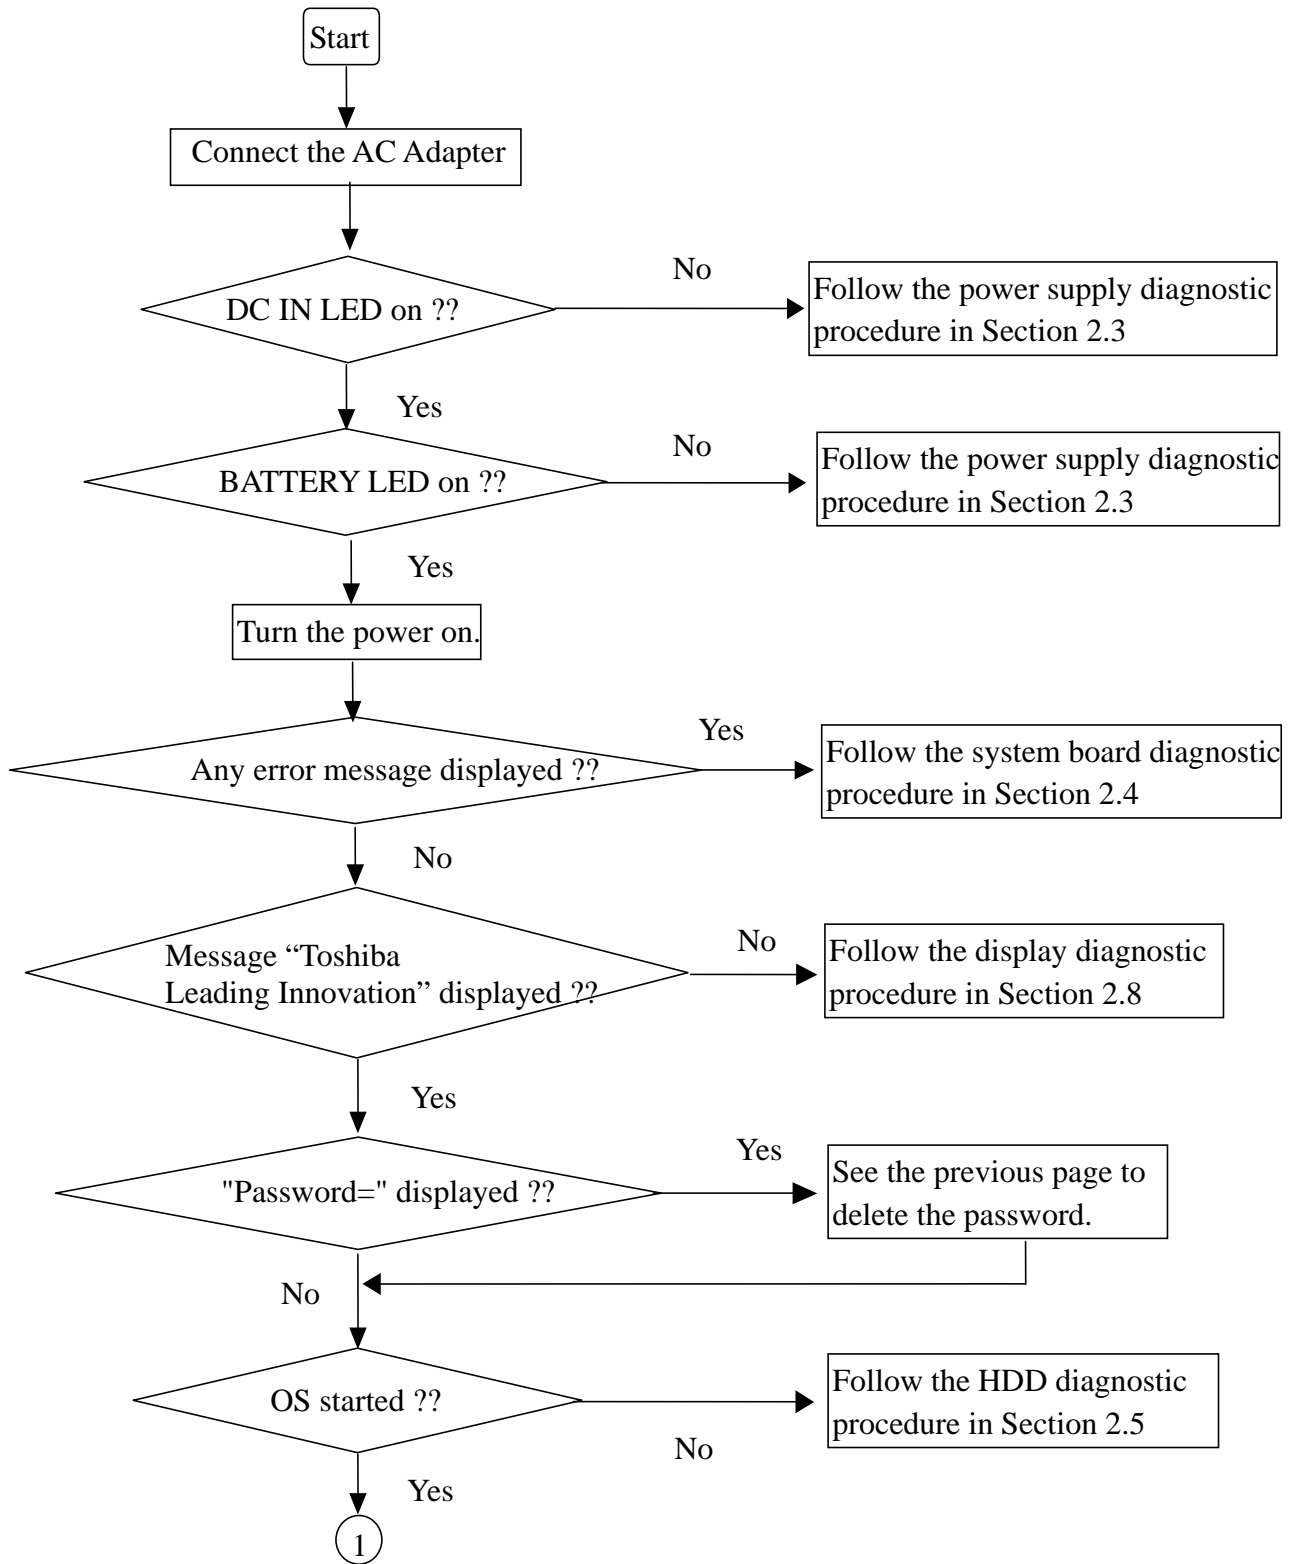 Start
Connect the AC Adapter
DC IN LED on ??
No
Follow the power supply diagnostic
procedure in Section 2.3
Yes
BATTERY LED on ??
No
Follow the power supply diagnostic
procedure in Section 2.3
Yes
Turn the power on.
Any error message displayed ??
Yes
Follow the system board diagnostic
procedure in Section 2.4
No
Message “Toshiba
Leading Innovation” displayed ??
No
Follow the display diagnostic
procedure in Section 2.8
Yes
"Password=" displayed ??
Yes
See the previous page to
delete the password.
No
OS started ??
No
Follow the HDD diagnostic
procedure in Section 2.5
Yes
1